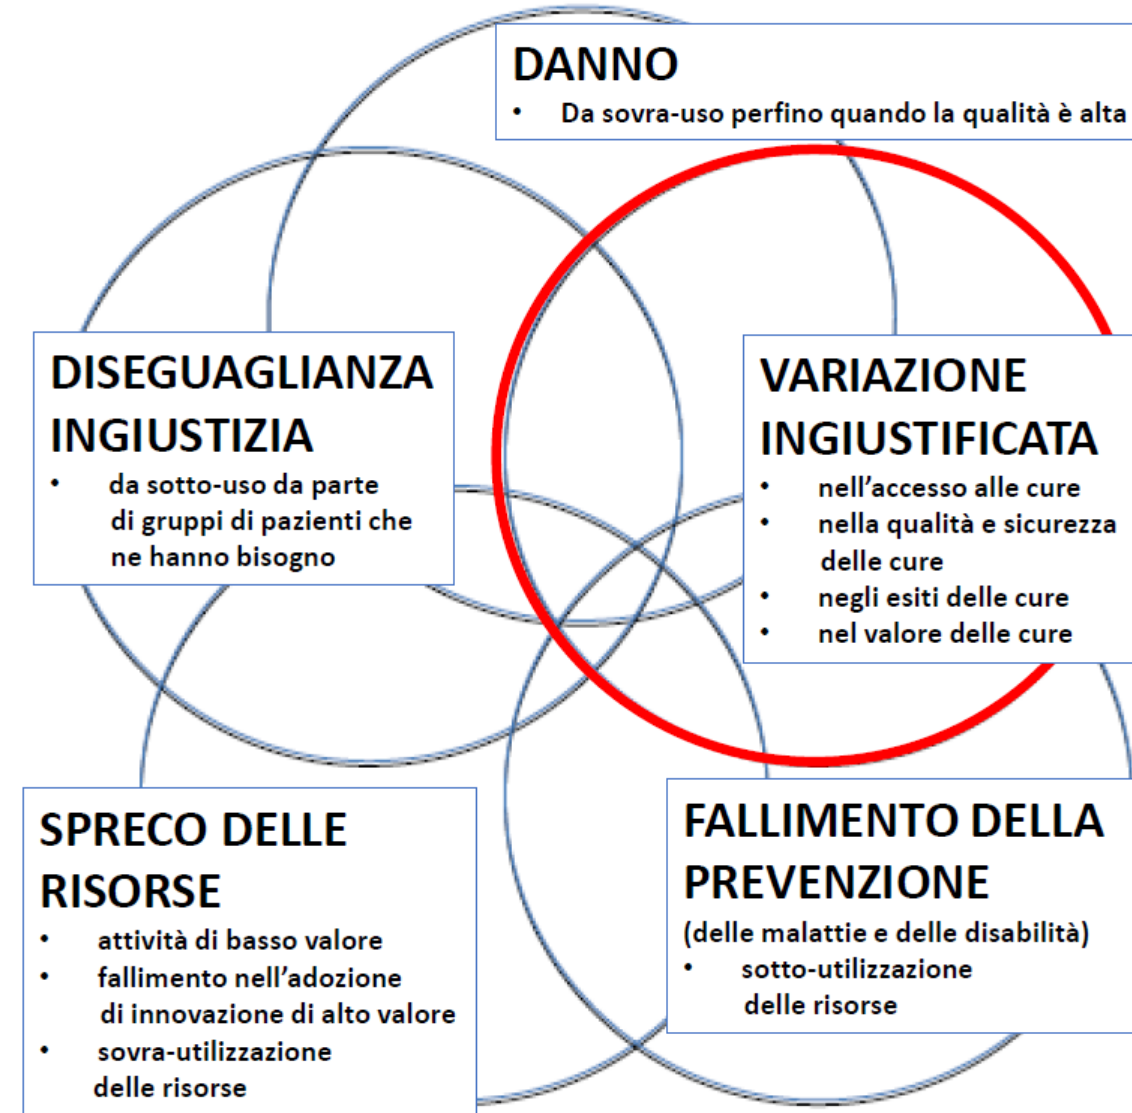 DANNO
• Da sovra-uso perfino quando la qualità è alta
DISEGUAGLIANZA
INGIUSTIZIA
• da sotto-uso da parte
di gruppi di pazienti che
ne hanno bisogno
VARIAZIONE
INGIUSTIFICATA
• nell’accesso alle cure
• nella qualità e sicurezza
delle cure
• negli esiti delle cure
• nel valore delle cure
SPRECO DELLE
RISORSE
• attività di basso valore
• fallimento nell’adozione
di innovazione di alto valore
• sovra-utilizzazione
delle risorse
FALLIMENTO DELLA
PREVENZIONE
(delle malattie e delle disabilità)
• sotto-utilizzazione
delle risorse